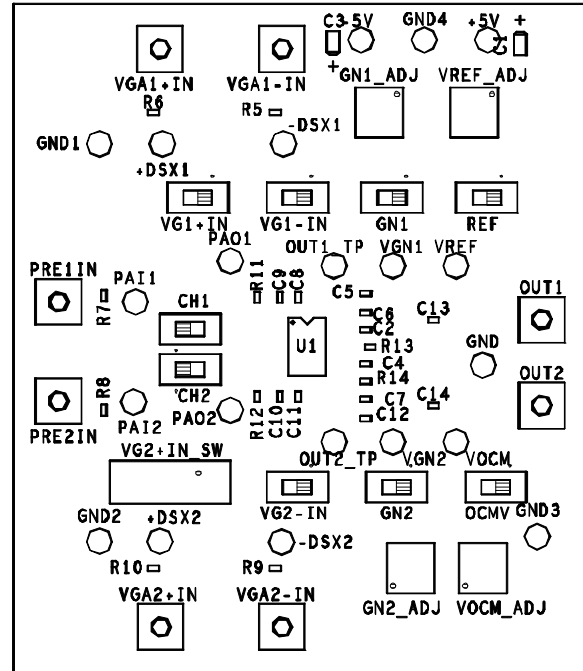 C3 -5V GND4 +5V +
C1
VGA1+IN VGA1-IN + GN1_ADJ VREF_ADJ
R6 R5
-DSX1
GND1
+DSX1
VG1+IN VG1-IN GN1 REF
PAO1 OUT1_TP VGN1 VREF
PRE1IN PAI1 R11 C9 C8
R7 CH1 C5 OUT1
C6 C13
C2
U1 R13 GND
C4
CH2 R14 OUT2
R8 C7 C14
PAI2 PAO2 R12 C10 C11 C12
PRE2IN
VG2+IN_SW OUT2_TP VGN2 VOCM
GND2 +DSX2 VG2-IN GN2 OCMV GND3
-DSX2
R10 R9
VGA2+IN VGA2-IN GN2_ADJ VOCM_ADJ